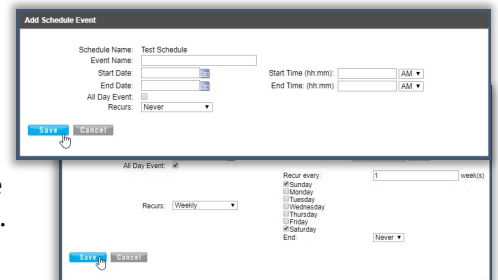 Add Schedule Event
Schedule Name: Test Schedule
Event Name:
Start Date: Start Time (hh:mm): AM
End Date: End Time: (hh:mm) AM
All Day Event:
Recurs: Never
Save Cancel
All Day Event:
Recur every: 1 week(s)
Sunday
Monday
Tuesday
Recurs: Weekly Wednesday
Thursday
Friday
Saturday
End: Never
Save Cancel